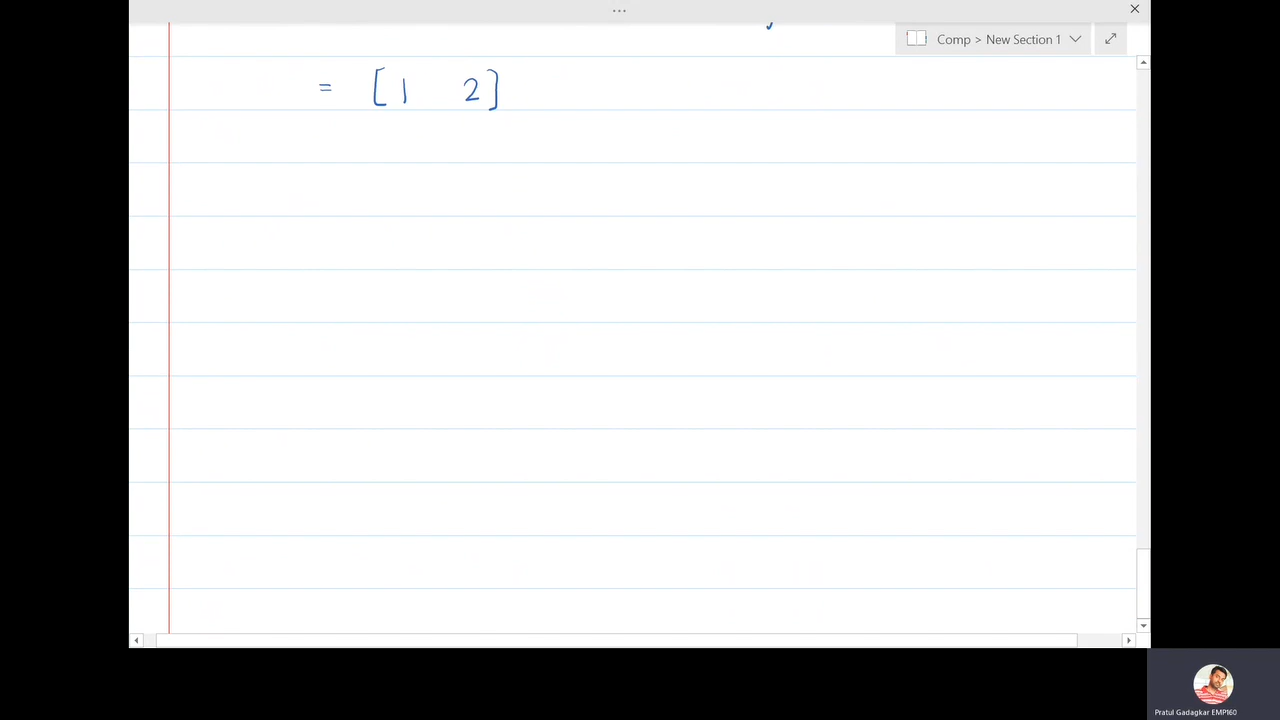 Comp > New Section 1
= [ 1 2 ]
Pratul Gadagkar EMP160